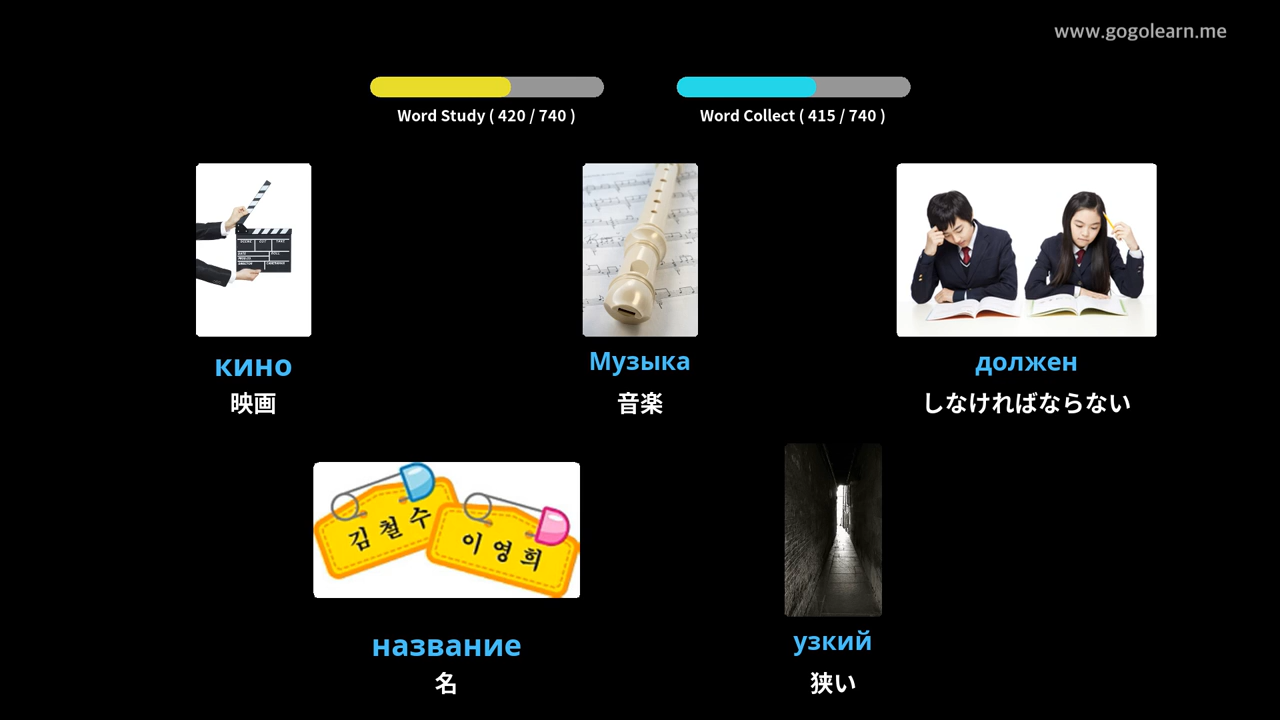 www.gogolearn.me
Word Study ( 420 / 740 )
Word Collect ( 415 / 740 )
кино
映画
Музыка
音楽
должен
しなければならない
김철수
이영희
название
名
узкий
狭い